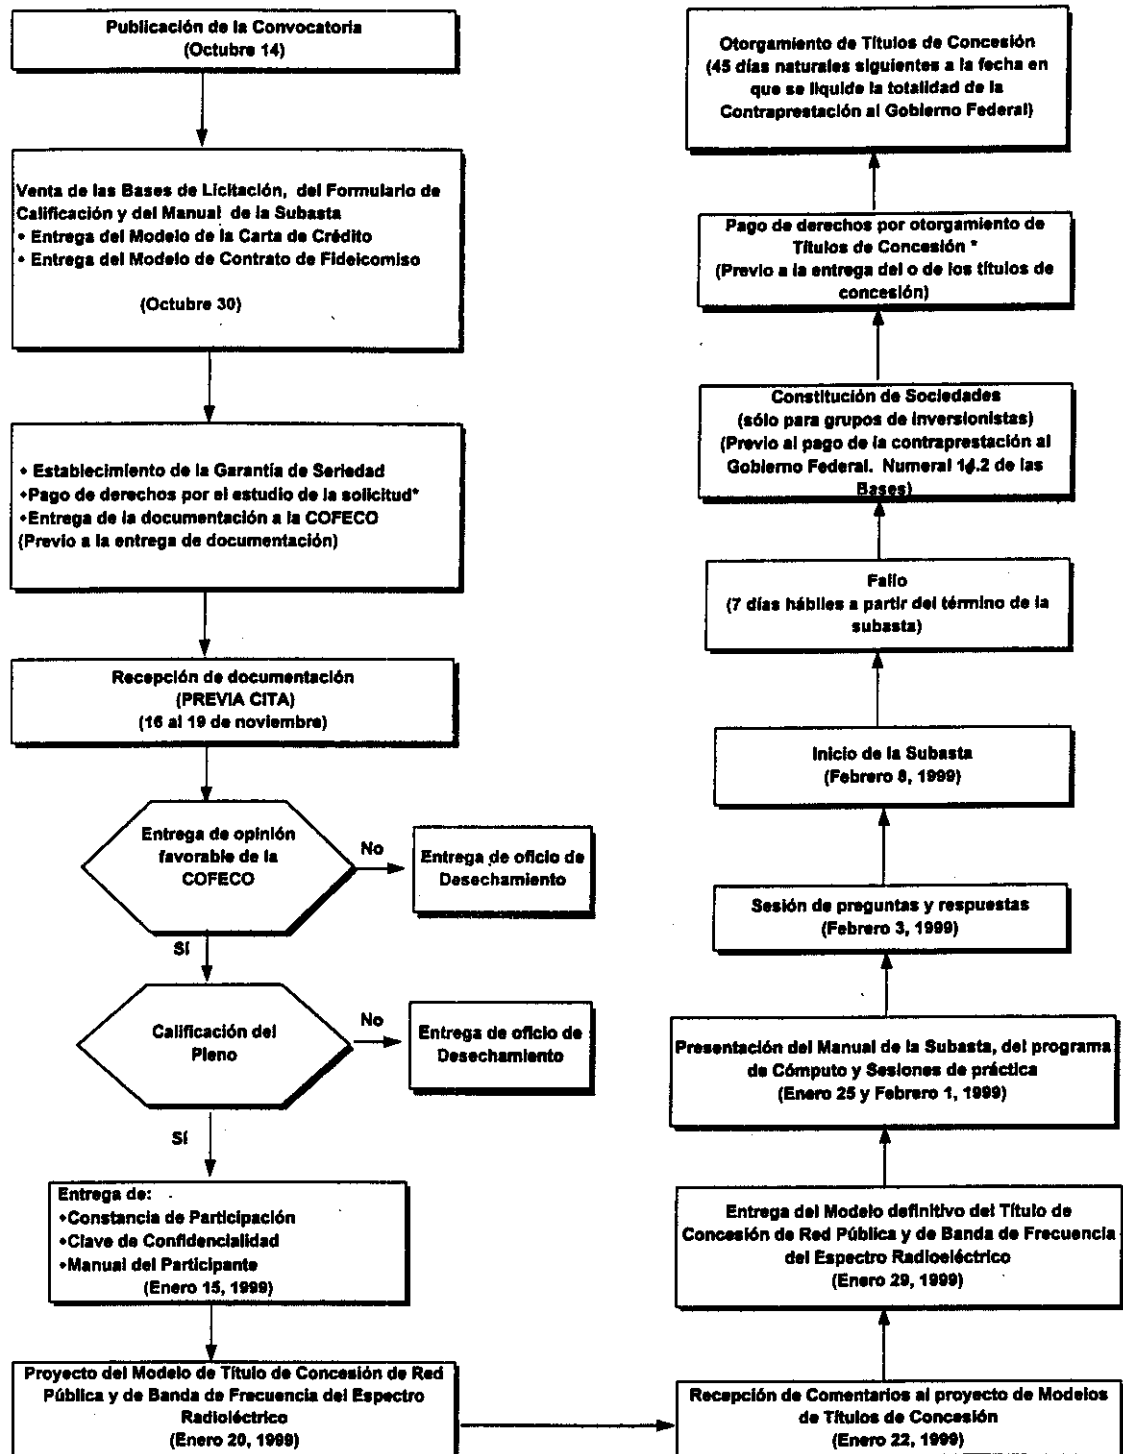 Publicación de la Convocatoria
(Octubre 14)
Venta de las Bases de Licitación, del Formulario de
Calificación y del Manual de la Subasta
• Entrega del Modelo de la Carta de Crédito
• Entrega del Modelo de Contrato de Fideicomiso
(Octubre 30)
• Establecimiento de la Garantía de Seriedad
•Pago de derechos por el estudio de la solicitud*
•Entrega de la documentación a la COFECO
(Previo a la entrega de documentación)
Recepción de documentación
(PREVIA CITA)
(16 al 19 de noviembre)
Entrega de opinión
favorable de la
COFECO
No
Entrega de oficio de
Desechamiento
Sí
Calificación del
Pleno
No
Entrega de oficio de
Desechamiento
Sí
Entrega de:
•Constancia de Participación
•Clave de Confidencialidad
•Manual del Participante
(Enero 15, 1999)
Proyecto del Modelo de Título de Concesión de Red
Pública y de Banda de Frecuencia del Espectro
Radioléctrico
(Enero 20, 1999)
Recepción de Comentarios al proyecto de Modelos
de Títulos de Concesión
(Enero 22, 1999)
Entrega del Modelo definitivo del Título de
Concesión de Red Pública y de Banda de Frecuencia
del Espectro Radioeléctrico
(Enero 29, 1999)
Presentación del Manual de la Subasta, del programa
de Cómputo y Sesiones de práctica
(Enero 25 y Febrero 1, 1999)
Sesión de preguntas y respuestas
(Febrero 3, 1999)
Inicio de la Subasta
(Febrero 8, 1999)
Fallo
(7 días hábiles a partir del término de la
subasta)
Constitución de Sociedades
(sólo para grupos de inversionistas)
(Previo al pago de la contraprestación al
Gobierno Federal. Numeral 14.2 de las
Bases)
Pago de derechos por otorgamiento de
Títulos de Concesión *
(Previo a la entrega del o de los títulos de
concesión)
Otorgamiento de Títulos de Concesión
(45 días naturales siguientes a la fecha en
que se liquide la totalidad de la
Contraprestación al Gobierno Federal)